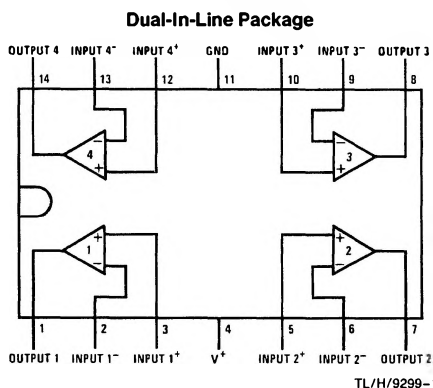 Dual-In-Line Package
OUTPUT 4 INPUT 4⁻ INPUT 4⁺ GND INPUT 3⁺ INPUT 3⁻ OUTPUT 3
14 13 12 11 10 9 8
− − 
4 3
+ +
+ +
1 2
− −
1 2 3 4 5 6 7
OUTPUT 1 INPUT 1⁻ INPUT 1⁺ V⁺ INPUT 2⁺ INPUT 2⁻ OUTPUT 2
TL/H/9299–